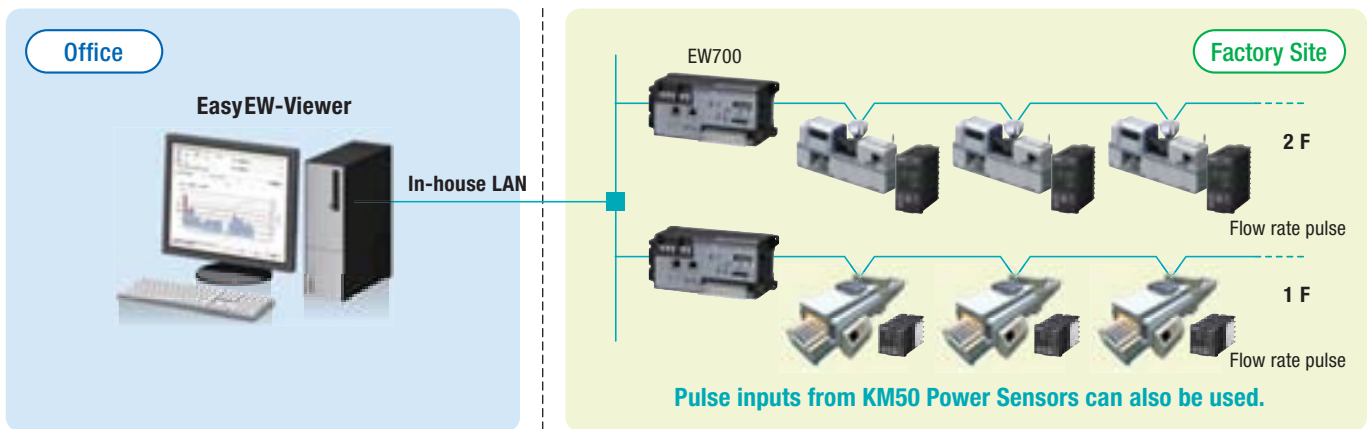 Office
EasyEW-Viewer
In-house LAN
EW700
Factory Site
2 F
Flow rate pulse
1 F
Flow rate pulse
Pulse inputs from KM50 Power Sensors can also be used.